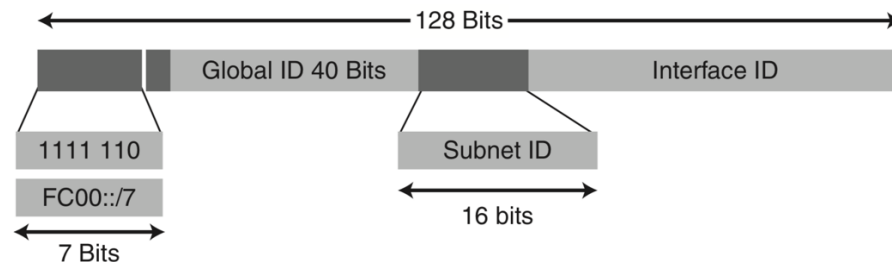 128 Bits
Global ID 40 Bits
Interface ID
1111 110
Subnet ID
FC00::/7
16 bits
7 Bits